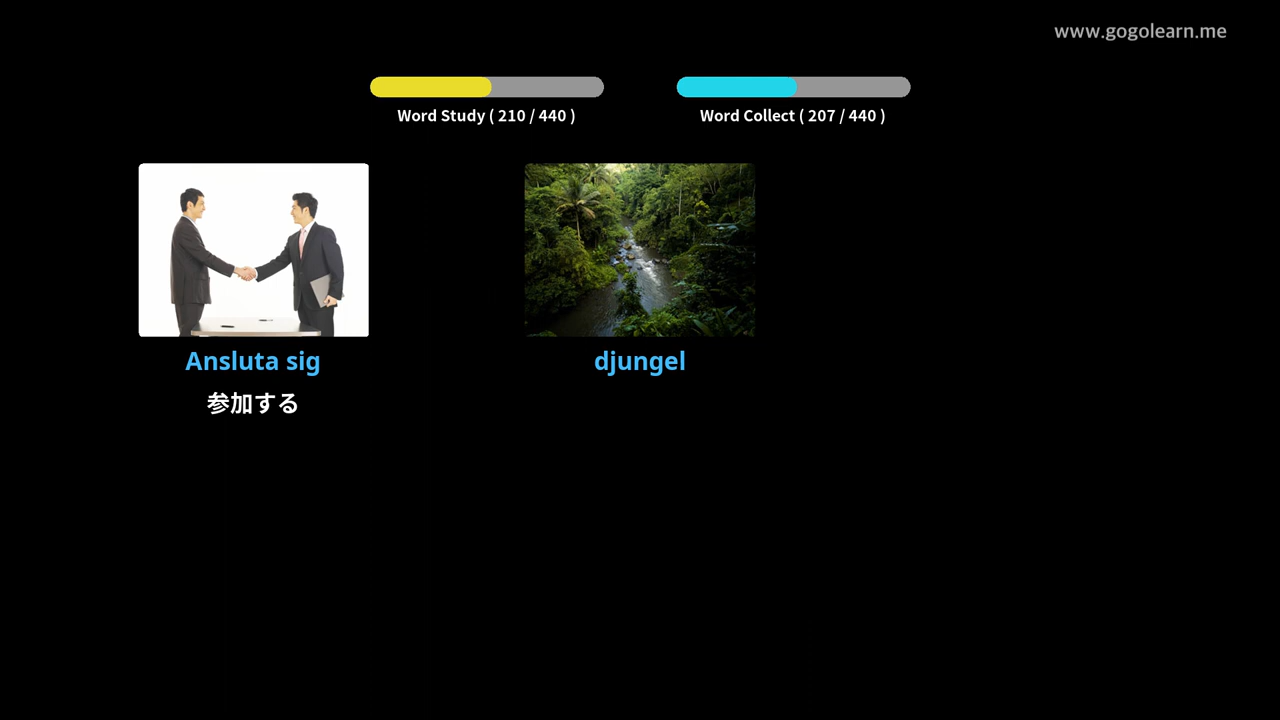 www.gogolearn.me
Word Study ( 210 / 440 )
Word Collect ( 207 / 440 )
Ansluta sig
参加する
djungel